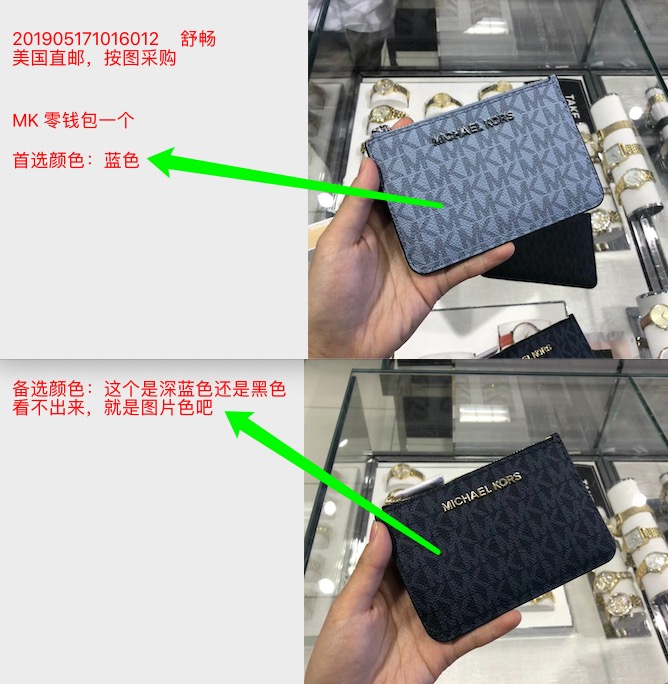 201905171016012 舒畅
美国直邮，按图采购
MK 零钱包一个
首选颜色：蓝色
MICHAEL KORS
TAKE
备选颜色：这个是深蓝色还是黑色
看不出来，就是图片色吧
MICHAEL KORS